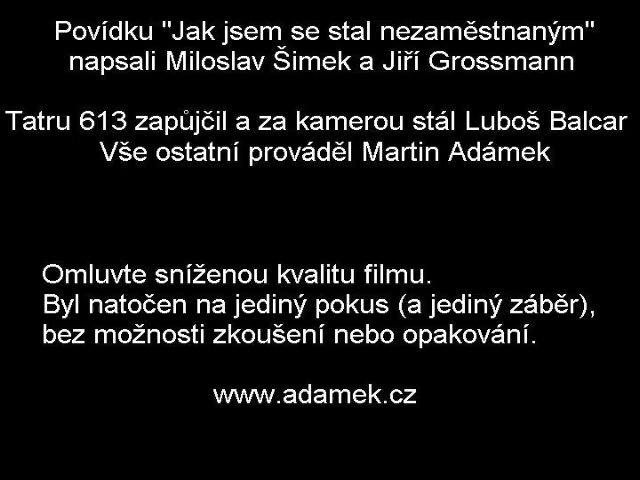 Povídku "Jak jsem se stal nezaměstnaným"
napsali Miloslav Šimek a Jiří Grossmann
Tatru 613 zapůjčil a za kamerou stál Luboš Balcar
Vše ostatní prováděl Martin Adámek
Omluvte sníženou kvalitu filmu.
Byl natočen na jediný pokus (a jediný záběr),
bez možnosti zkoušení nebo opakování.
www.adamek.cz